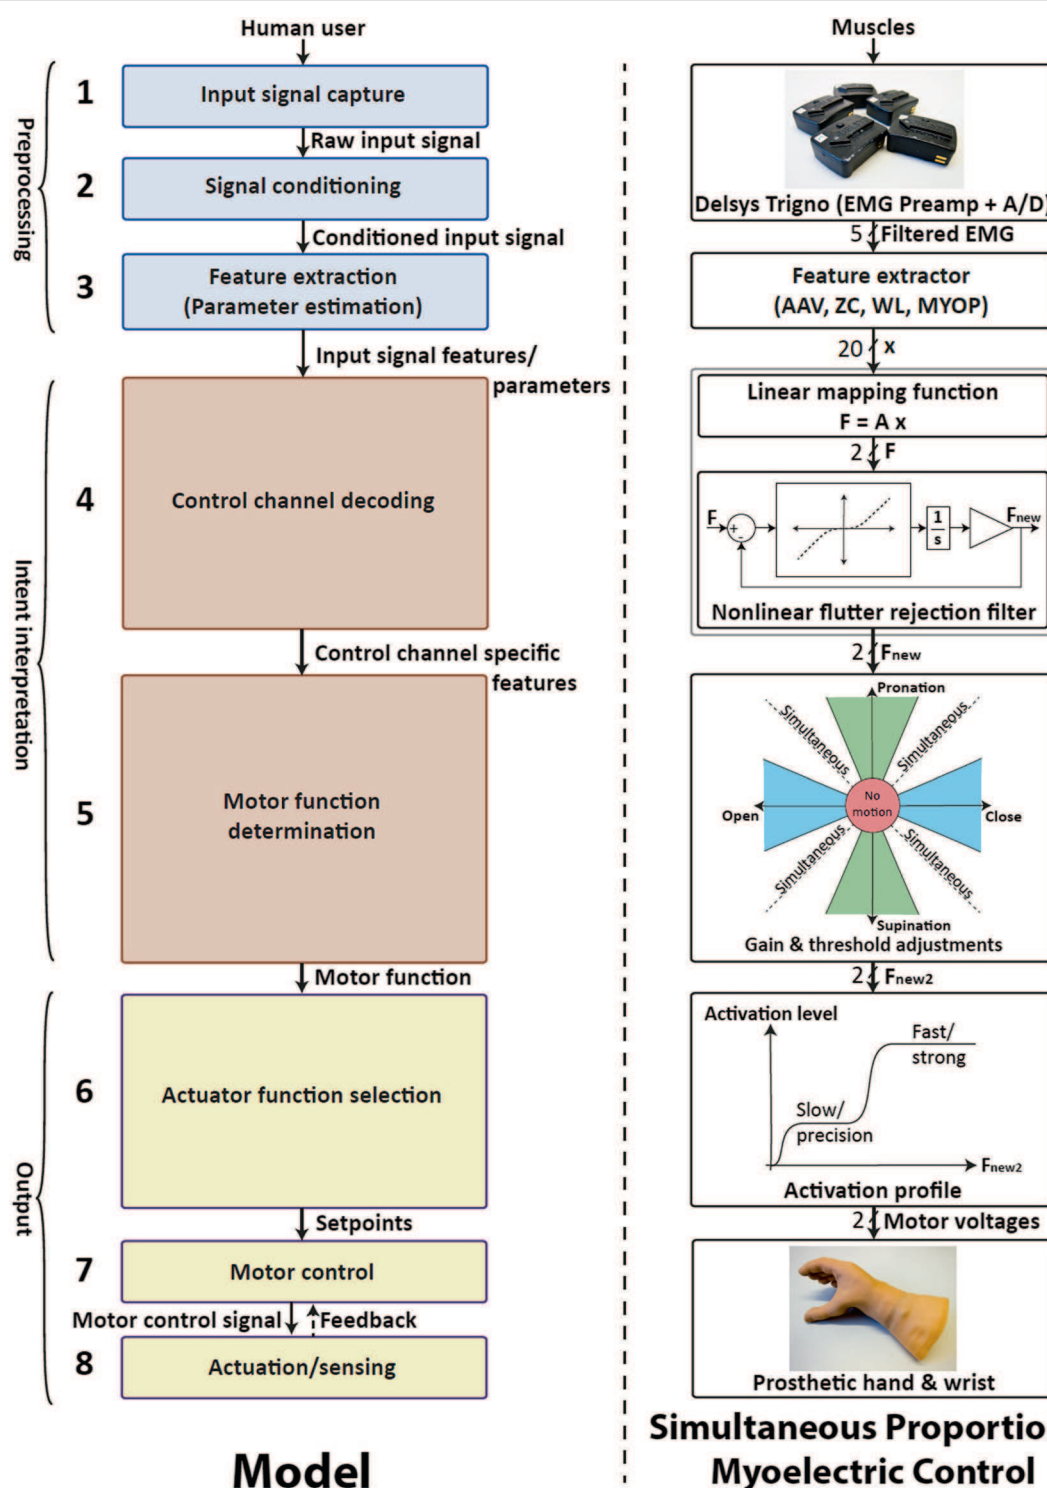 Human user
1
Input signal capture
Raw input signal
2
Signal conditioning
Conditioned input signal
3
Feature extraction
(Parameter estimation)
Input signal features/
parameters
Preprocessing
4
Control channel decoding
Control channel specific
features
5
Motor function
determination
Motor function
Intent interpretation
6
Actuator function selection
Setpoints
7
Motor control
Motor control signal
Feedback
8
Actuation/sensing
Output
Model
Muscles
Delsys Trigno (EMG Preamp + A/D)
5 Filtered EMG
Feature extractor
(AAV, ZC, WL, MYOP)
20 x
Linear mapping function
F = A x
2 F
F
+
-
1
s
Fnew
Nonlinear flutter rejection filter
2 Fnew
Pronation
Simultaneous
Simultaneous
No
motion
Open
Close
Simultaneous
Simultaneous
Supination
Gain & threshold adjustments
2 Fnew2
Activation level
Fast/
strong
Slow/
precision
Fnew2
Activation profile
2 Motor voltages
Prosthetic hand & wrist
Simultaneous Proportio
Myoelectric Control